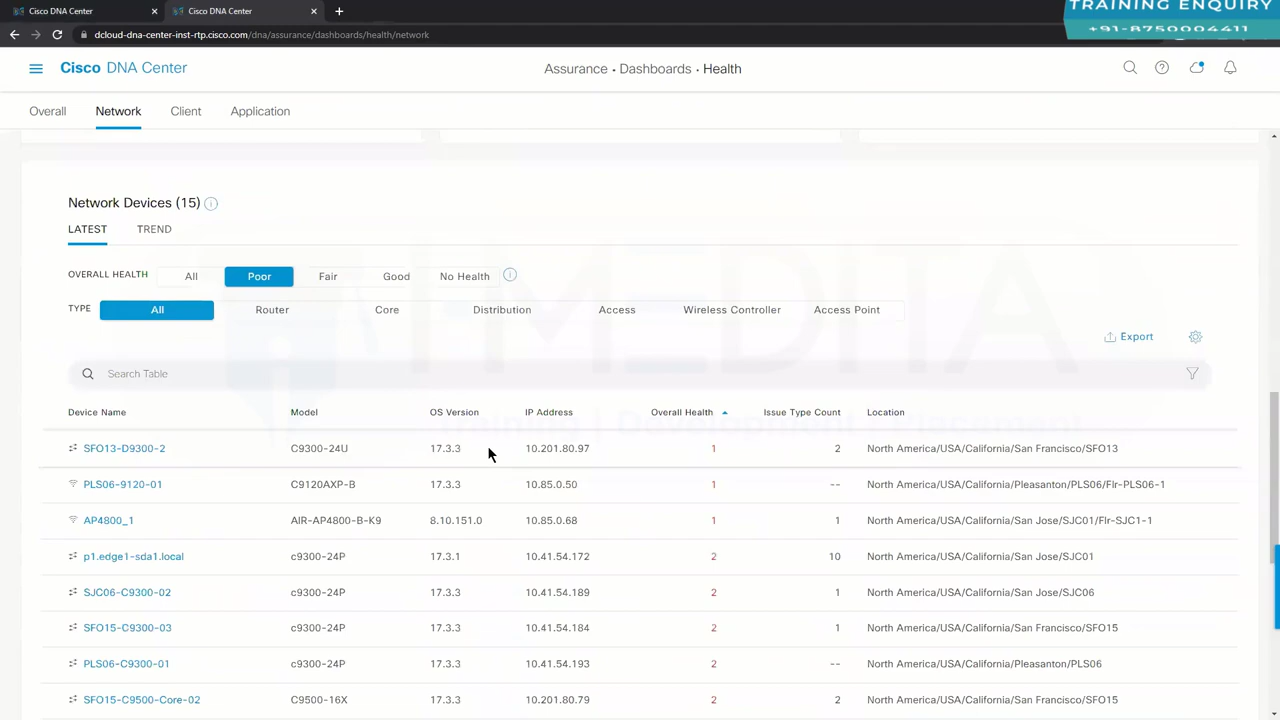 Cisco DNA Center
Cisco DNA Center
TRAINING ENQUIRY
+91-8750004411
dcloud-dna-center-inst-rtp.cisco.com/dna/assurance/dashboards/health/network
Cisco DNA Center
Assurance • Dashboards • Health
Overall Network Client Application
Network Devices (15)
LATEST TREND
OVERALL HEALTH All Poor Fair Good No Health
TYPE All Router Core Distribution Access Wireless Controller Access Point
Export
Search Table
Device Name Model OS Version IP Address Overall Health Issue Type Count Location
SFO13-D9300-2 C9300-24U 17.3.3 10.201.80.97 1 2 North America/USA/California/San Francisco/SFO13
PLS06-9120-01 C9120AXP-B 17.3.3 10.85.0.50 1 -- North America/USA/California/Pleasanton/PLS06/Flr-PLS06-1
AP4800_1 AIR-AP4800-B-K9 8.10.151.0 10.85.0.68 1 1 North America/USA/California/San Jose/SJC01/Flr-SJC1-1
p1.edge1-sda1.local c9300-24P 17.3.1 10.41.54.172 2 10 North America/USA/California/San Jose/SJC01
SJC06-C9300-02 c9300-24P 17.3.3 10.41.54.189 2 1 North America/USA/California/San Jose/SJC06
SFO15-C9300-03 c9300-24P 17.3.3 10.41.54.184 2 1 North America/USA/California/San Francisco/SFO15
PLS06-C9300-01 c9300-24P 17.3.3 10.41.54.193 2 -- North America/USA/California/Pleasanton/PLS06
SFO15-C9500-Core-02 C9500-16X 17.3.3 10.201.80.79 2 2 North America/USA/California/San Francisco/SFO15